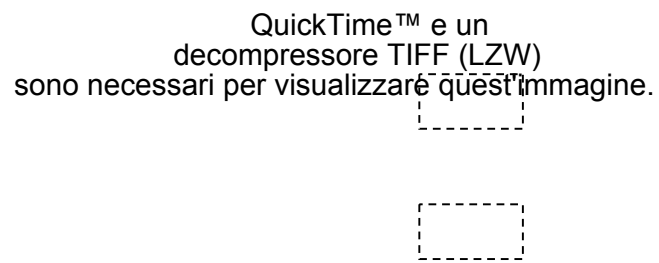 QuickTime™ e un
decompressore TIFF (LZW)
sono necessari per visualizzare quest'immagine.